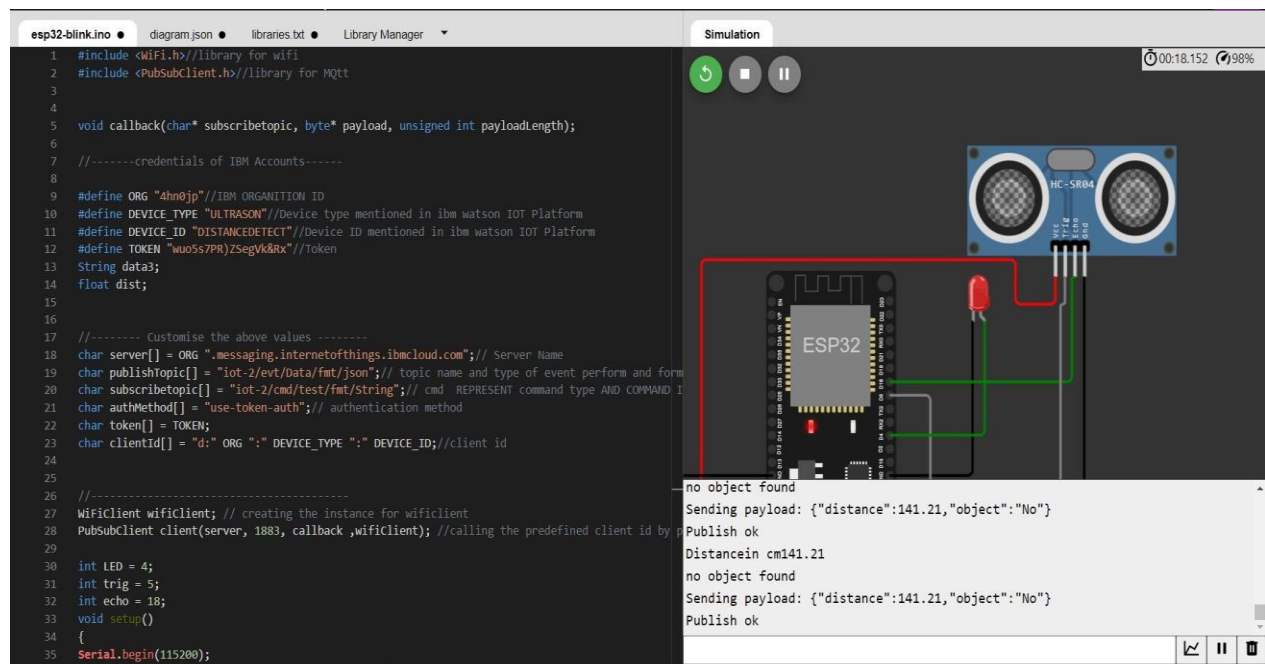 esp32-blink.ino ● diagram.json ● libraries.txt ● Library Manager
1 #include <WiFi.h>//library for wifi
2 #include <PubSubClient.h>//library for MQtt
3
4
5 void callback(char* subscribetopic, byte* payload, unsigned int payloadLength);
6
7 //-------credentials of IBM Accounts------
8
9 #define ORG "4hn0jp"//IBM ORGANITION ID
10 #define DEVICE_TYPE "ULTRASON"//Device type mentioned in ibm watson IOT Platform
11 #define DEVICE_ID "DISTANCEDETECT"//Device ID mentioned in ibm watson IOT Platform
12 #define TOKEN "wuo5s7PR)ZSegVk&Rx"//Token
13 String data3;
14 float dist;
15
16
17 //-------- Customise the above values --------
18 char server[] = ORG ".messaging.internetofthings.ibmcloud.com";// Server Name
19 char publishTopic[] = "iot-2/evt/Data/fmt/json";// topic name and type of event perform and form
20 char subscribetopic[] = "iot-2/cmd/test/fmt/String";// cmd REPRESENT command type AND COMMAND I
21 char authMethod[] = "use-token-auth";// authentication method
22 char token[] = TOKEN;
23 char clientId[] = "d:" ORG ":" DEVICE_TYPE ":" DEVICE_ID;//client id
24
25
26 //-----------------------------------------
27 WiFiClient wifiClient; // creating the instance for wificlient
28 PubSubClient client(server, 1883, callback ,wifiClient); //calling the predefined client id by p
29
30 int LED = 4;
31 int trig = 5;
32 int echo = 18;
33 void setup()
34 {
35 Serial.begin(115200);
Simulation
00:18.152 98%
HC-SR04
Vcc
Trig
Echo
Gnd
ESP32
no object found
Sending payload: {"distance":141.21,"object":"No"}
Publish ok
Distancein cm141.21
no object found
Sending payload: {"distance":141.21,"object":"No"}
Publish ok